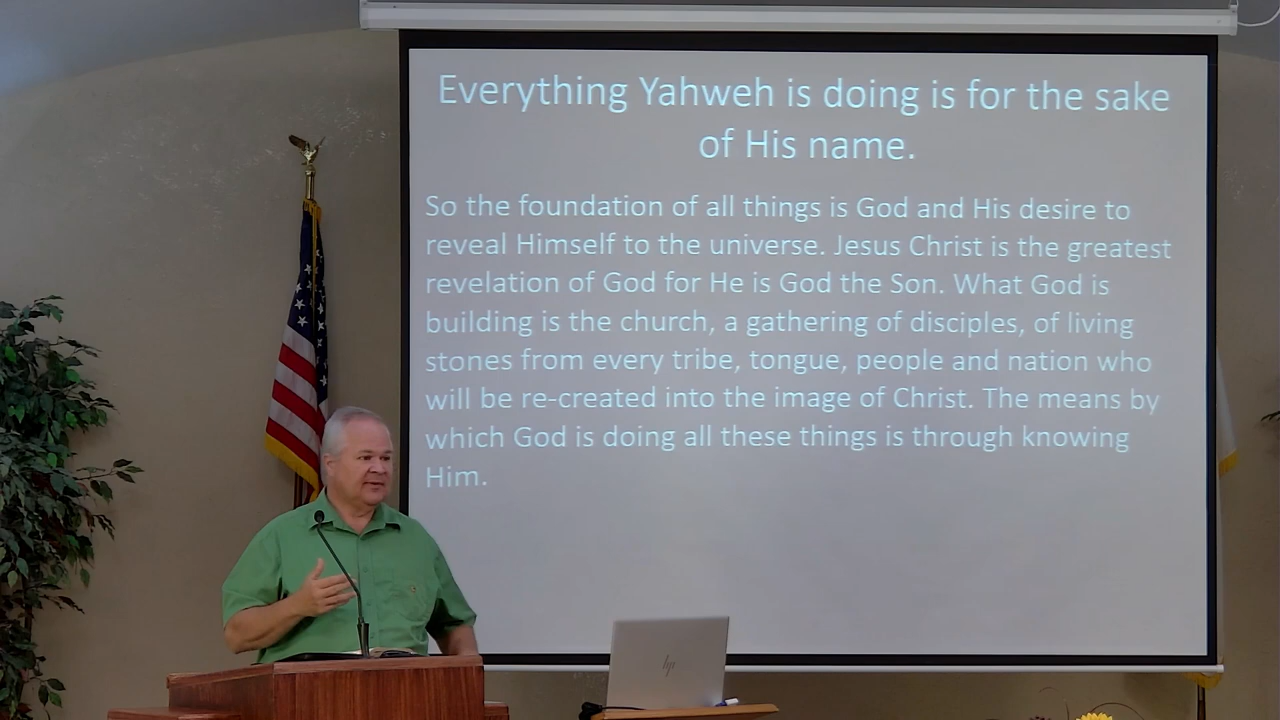 Everything Yahweh is doing is for the sake
of His name.
So the foundation of all things is God and His desire to
reveal Himself to the universe. Jesus Christ is the greatest
revelation of God for He is God the Son. What God is
building is the church, a gathering of disciples, of living
stones from every tribe, tongue, people and nation who
will be re-created into the image of Christ. The means by
which God is doing all these things is through knowing
Him.
hp